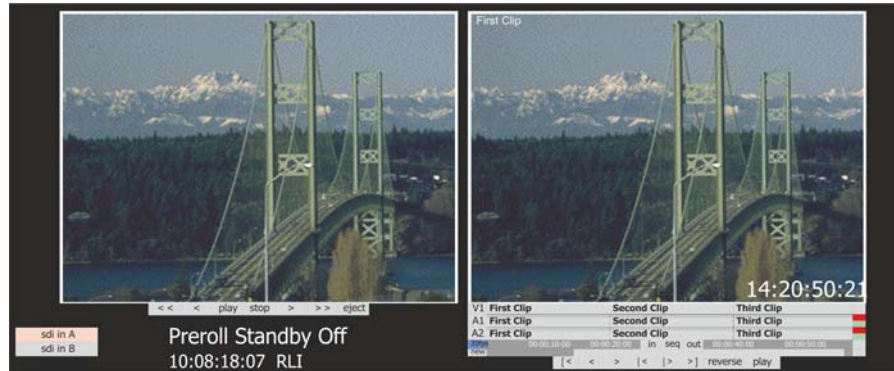 First Clip
14:20:50:21
<< < play stop > >> eject
sdi in A
sdi in B
Preroll Standby Off
10:08:18:07 RLI
V1 First Clip Second Clip Third Clip
A1 First Clip Second Clip Third Clip
A2 First Clip Second Clip Third Clip
00:00:10:00 00:00:20:00 in seq out 00:00:40:00 00:00:50:00
new
[< < > |< |> >] reverse play